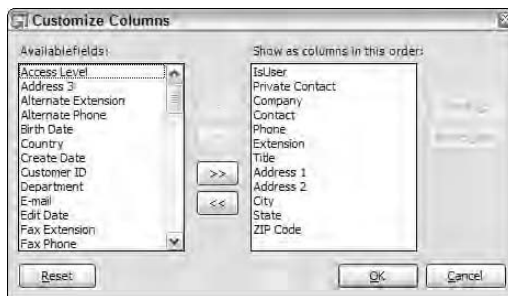 Customize Columns
Availablefields:
Show as columns in this order:
Access Level
Address 3
Alternate Extension
Alternate Phone
Birth Date
Country
Create Date
Customer ID
Department
E-mail
Edit Date
Fax Extension
Fax Phone
>>
<<
IsUser
Private Contact
Company
Contact
Phone
Extension
Title
Address 1
Address 2
City
State
ZIP Code
Reset
OK
Cancel